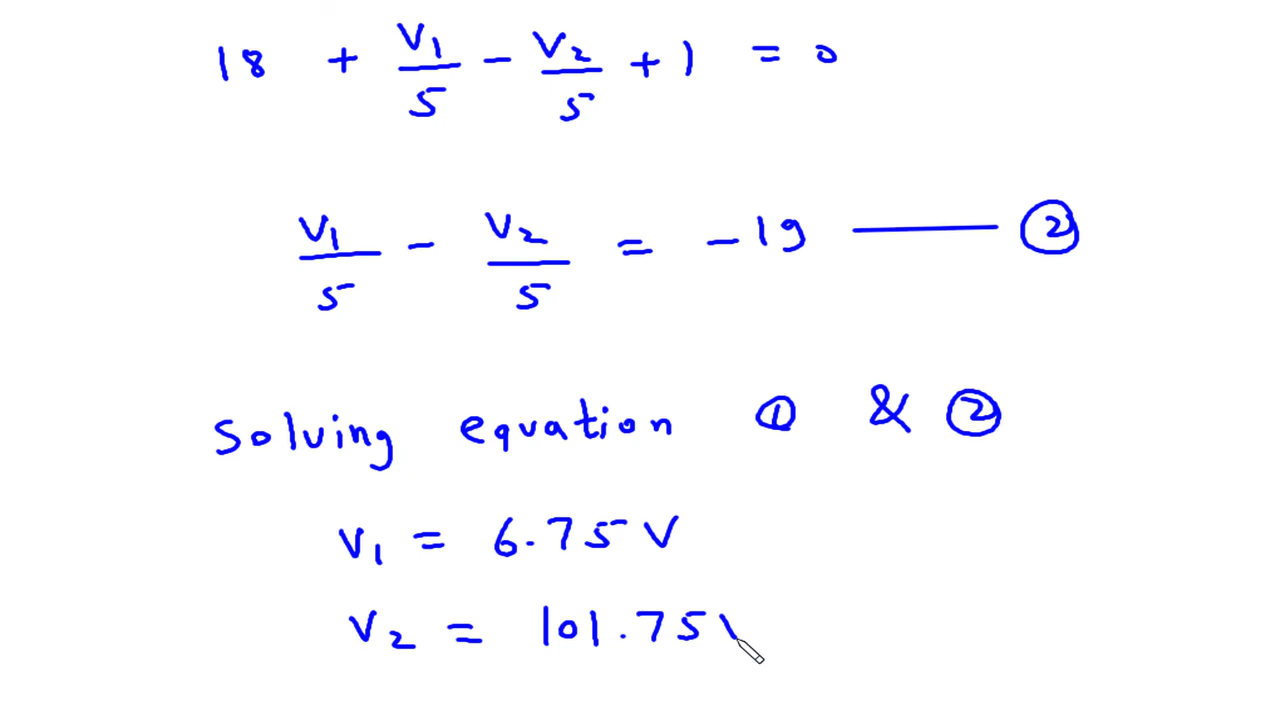 18 + V1/5 - V2/5 + 1 = 0
V1/5 - V2/5 = -19 —— ②
Solving equation ① & ②
V1 = 6.75 V
V2 = 101.75